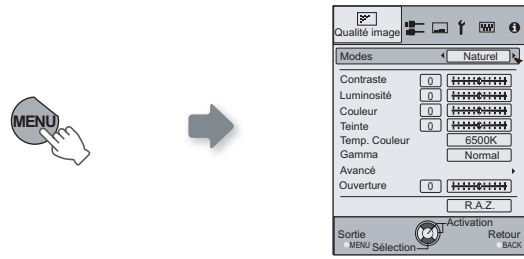 MENU
Qualité image
Modes Naturel
Contraste 0
Luminosité 0
Couleur 0
Teinte 0
Temp. Couleur 6500K
Gamma Normal
Avancé
Ouverture 0
R.A.Z.
Activation
Sortie Retour
MENU Sélection BACK